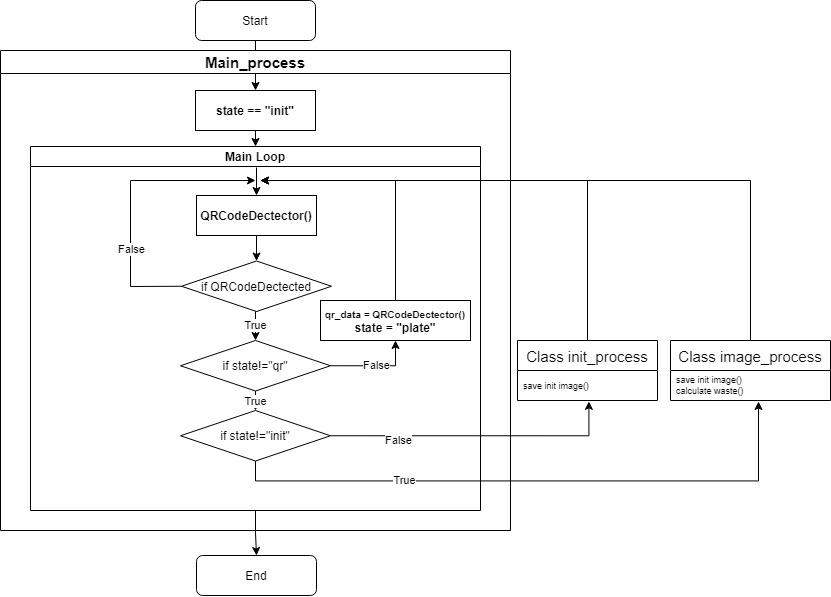 Start
Main_process
state == "init"
Main Loop
QRCodeDectector()
False
if QRCodeDectected
True
qr_data = QRCodeDectector()
state = "plate"
if state!="qr"
False
Class init_process
save init image()
Class image_process
save init image()
calculate waste()
True
if state!="init"
False
True
End